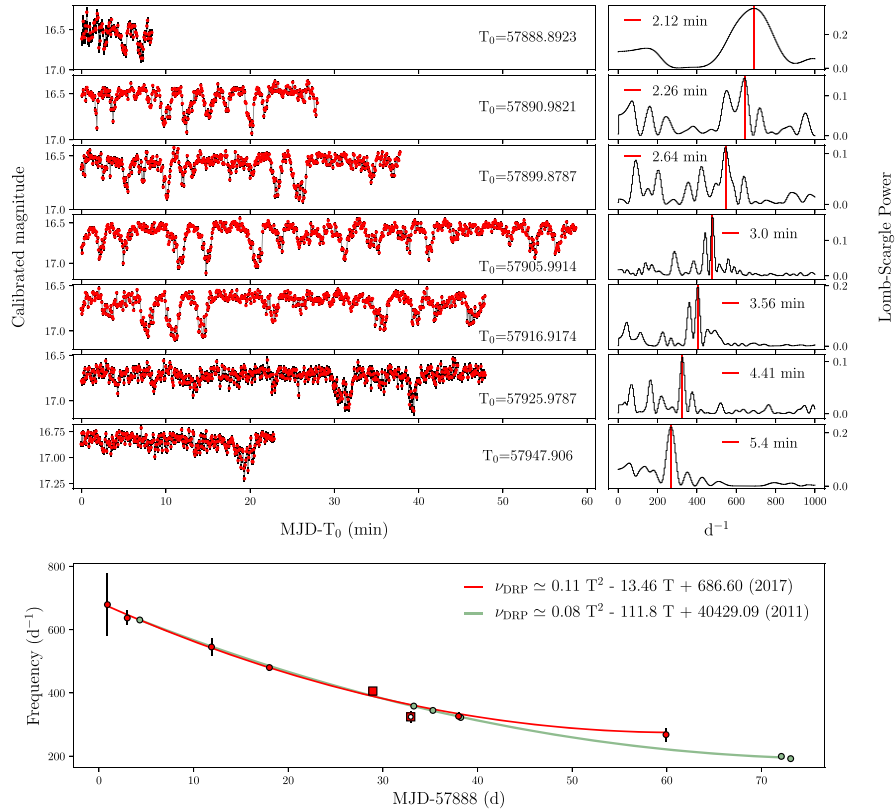 16.5
17.0
T0=57888.8923
2.12 min
0.2
0.0
16.5
17.0
T0=57890.9821
2.26 min
0.1
0.0
16.5
17.0
T0=57899.8787
2.64 min
0.1
0.0
16.5
17.0
T0=57905.9914
3.0 min
0.1
0.0
16.5
17.0
T0=57916.9174
3.56 min
0.2
0.0
16.5
17.0
T0=57925.9787
4.41 min
0.1
0.0
16.75
17.00
17.25
T0=57947.906
5.4 min
0.2
0.0
0 10 20 30 40 50 60
0 200 400 600 800 1000
MJD-T0 (min)
d⁻¹
Calibrated magnitude
Lomb-Scargle Power
800
600
400
200
νDRP ≃ 0.11 T² - 13.46 T + 686.60 (2017)
νDRP ≃ 0.08 T² - 111.8 T + 40429.09 (2011)
Frequency (d⁻¹)
0 10 20 30 40 50 60 70
MJD-57888 (d)